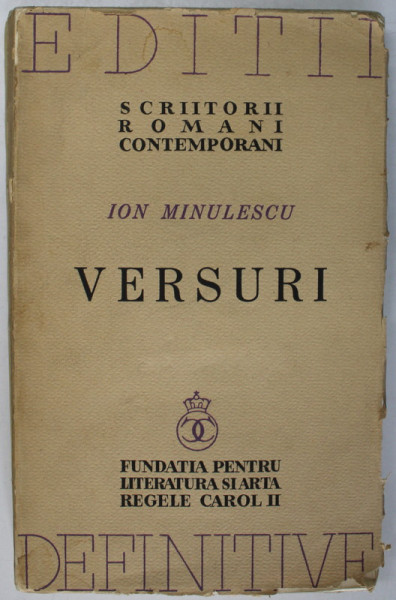 EDITII
SCRIITORII
ROMANI
CONTEMPORANI
ION MINULESCU
VERSURI
FUNDATIA PENTRU
LITERATURA SI ARTA
REGELE CAROL II
DEFINITIVE